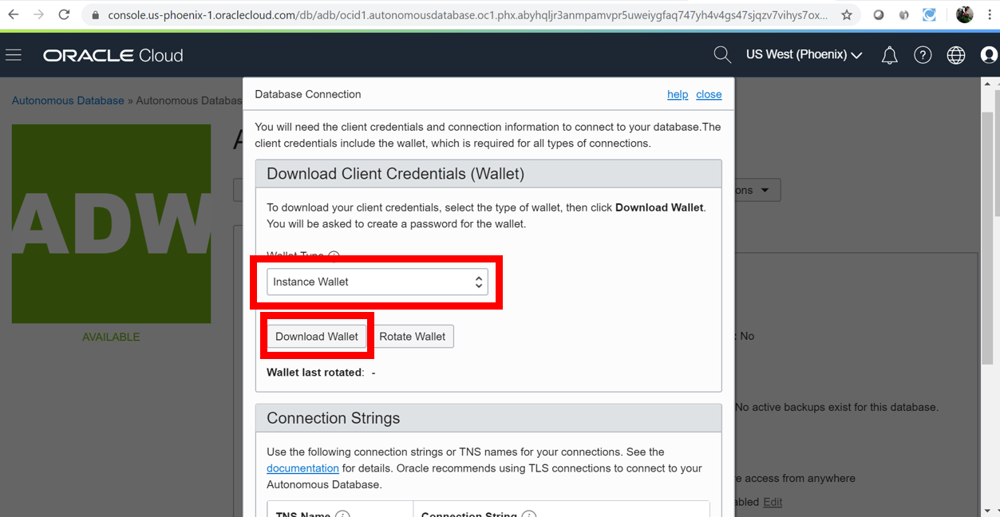 console.us-phoenix-1.oraclecloud.com/db/adb/ocid1.autonomousdatabase.oc1.phx.abyhqljr3anmpamvpr5uweiygfaq747yh4v4gs47sjqzv7vihys7ox...
ORACLE Cloud
US West (Phoenix)
Autonomous Database » Autonomous Databas
Database Connection
help close
You will need the client credentials and connection information to connect to your database.The
client credentials include the wallet, which is required for all types of connections.
Download Client Credentials (Wallet)
To download your client credentials, select the type of wallet, then click Download Wallet.
You will be asked to create a password for the wallet.
Wallet Type
Instance Wallet
Download Wallet Rotate Wallet
Wallet last rotated: -
Connection Strings
Use the following connection strings or TNS names for your connections. See the
documentation for details. Oracle recommends using TLS connections to connect to your
Autonomous Database.
TNS Name Connection String
ADW
AVAILABLE
A
ons
: No
No active backups exist for this database.
e access from anywhere
abled Edit